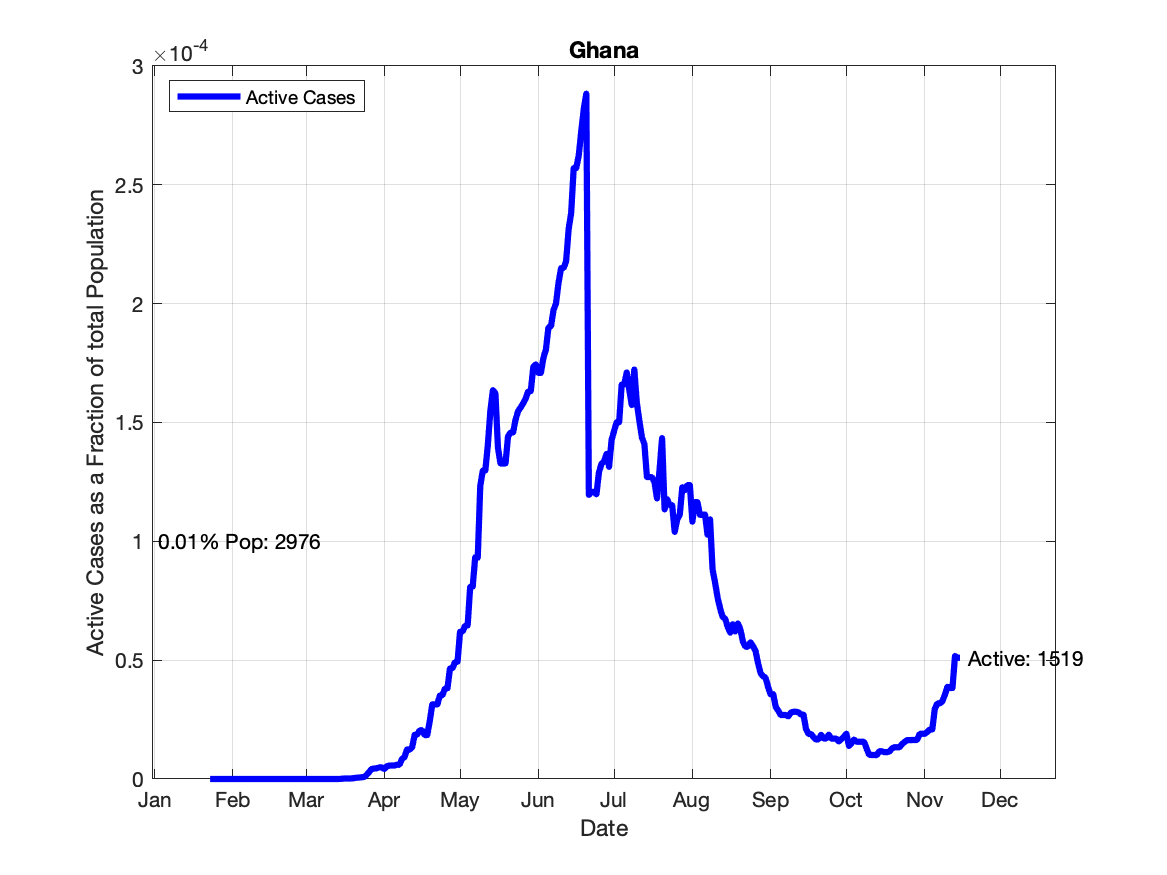 Ghana
×10-4
3
Active Cases
2.5
2
1.5
1
0.01% Pop: 2976
0.5
Active: 1519
0
Active Cases as a Fraction of total Population
Jan Feb Mar Apr May Jun Jul Aug Sep Oct Nov Dec
Date